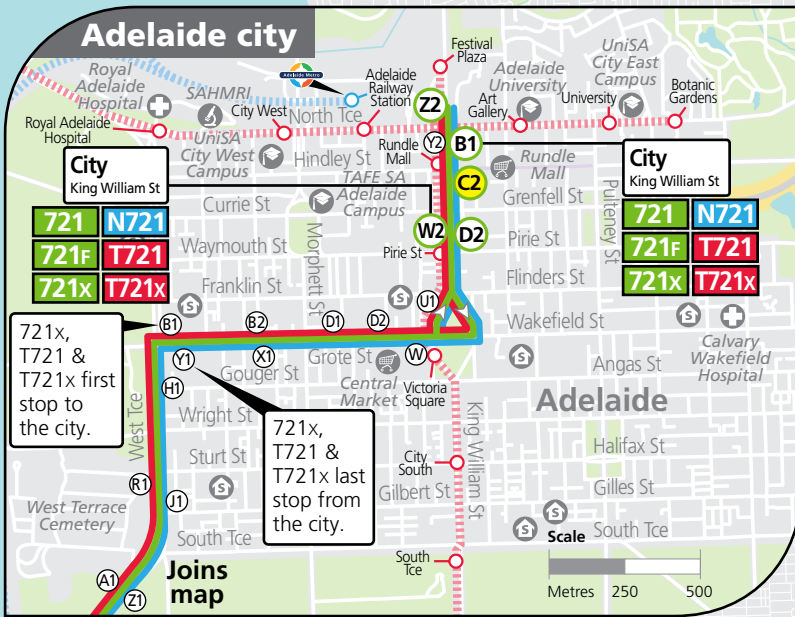 Adelaide city
Festival
Plaza
Royal
Adelaide
Hospital
SAHMRI
Adelaide Metro
Adelaide
Railway
Station
Z2
Adelaide
University
UniSA
City East
Campus
Art
Gallery
University
Botanic
Gardens
Royal Adelaide
Hospital
City West
North Tce
UniSA
City West
Campus
Hindley St
Rundle
Mall
Y2
B1
Rundle
Mall
City
King William St
721
N721
721F
T721
721X
T721X
TAFE SA
Adelaide
Campus
C2
Grenfell St
Pulteney St
City
King William St
721
N721
721F
T721
721X
T721X
Currie St
Waymouth St
Morphett St
W2
D2
Pirie St
Pirie St
Franklin St
Flinders St
U1
Wakefield St
B1
B2
D1
D2
721x,
T721 &
T721x first
stop to
the city.
Y1
X1
Grote St
W
Calvary
Wakefield
Hospital
Gouger St
Central
Market
Victoria
Square
Angas St
H1
Adelaide
West Tce
Wright St
721x,
T721 &
T721x last
stop from
the city.
King William St
Halifax St
Sturt St
City
South
R1
J1
Gilbert St
Gilles St
West Terrace
Cemetery
South Tce
South Tce
South
Tce
Scale
Metres 250 500
A1
Z1
Joins
map
S
S
S
S
S
S
S